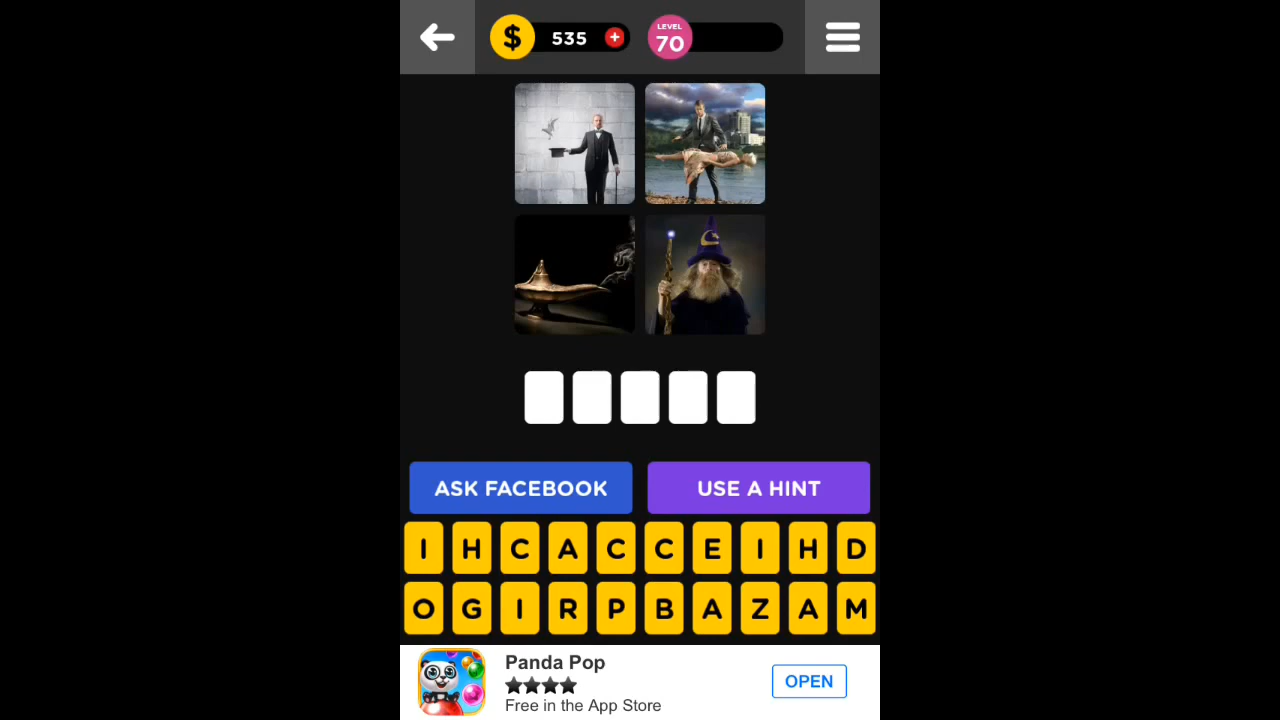 $ 535 +
LEVEL
70
ASK FACEBOOK
USE A HINT
I H C A C C E I H D
O G I R P B A Z A M
Panda Pop
Free in the App Store
OPEN